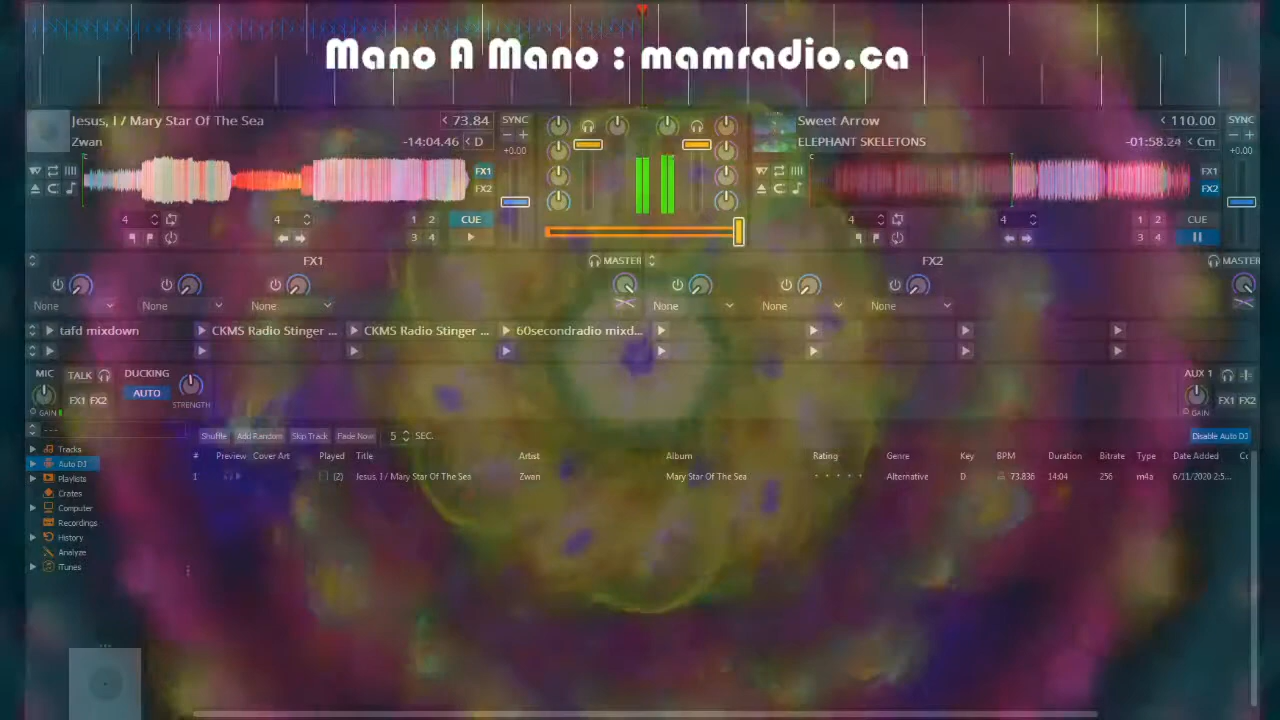 Mano A Mano : mamradio.ca
Jesus, I / Mary Star Of The Sea
73.84
SYNC
Zwan
-14:04.46
D
+0.00
Sweet Arrow
110.00
SYNC
ELEPHANT SKELETONS
-01:58.24
Cm
+0.00
C
FX1
FX2
C
FX1
FX2
4
4
1 2
CUE
3 4
4
4
1 2
CUE
3 4
FX1
MASTER
FX2
MASTER
None
None
None
None
None
None
tafd mixdown
CKMS Radio Stinger ...
CKMS Radio Stinger ...
60secondradio mixd...
MIC
TALK
DUCKING
AUX 1
FX1 FX2
AUTO
STRENGTH
GAIN
FX1 FX2
GAIN
---
Shuffle
Add Random
Skip Track
Fade Now
5
SEC.
Disable Auto DJ
# Preview Cover Art Played Title Artist Album Rating Genre Key BPM Duration Bitrate Type Date Added Co
1 (2) Jesus, I / Mary Star Of The Sea Zwan Mary Star Of The Sea Alternative D 73.836 14:04 256 m4a 6/11/2020 2:5...
Tracks
Auto DJ
Playlists
Crates
Computer
Recordings
History
Analyze
iTunes